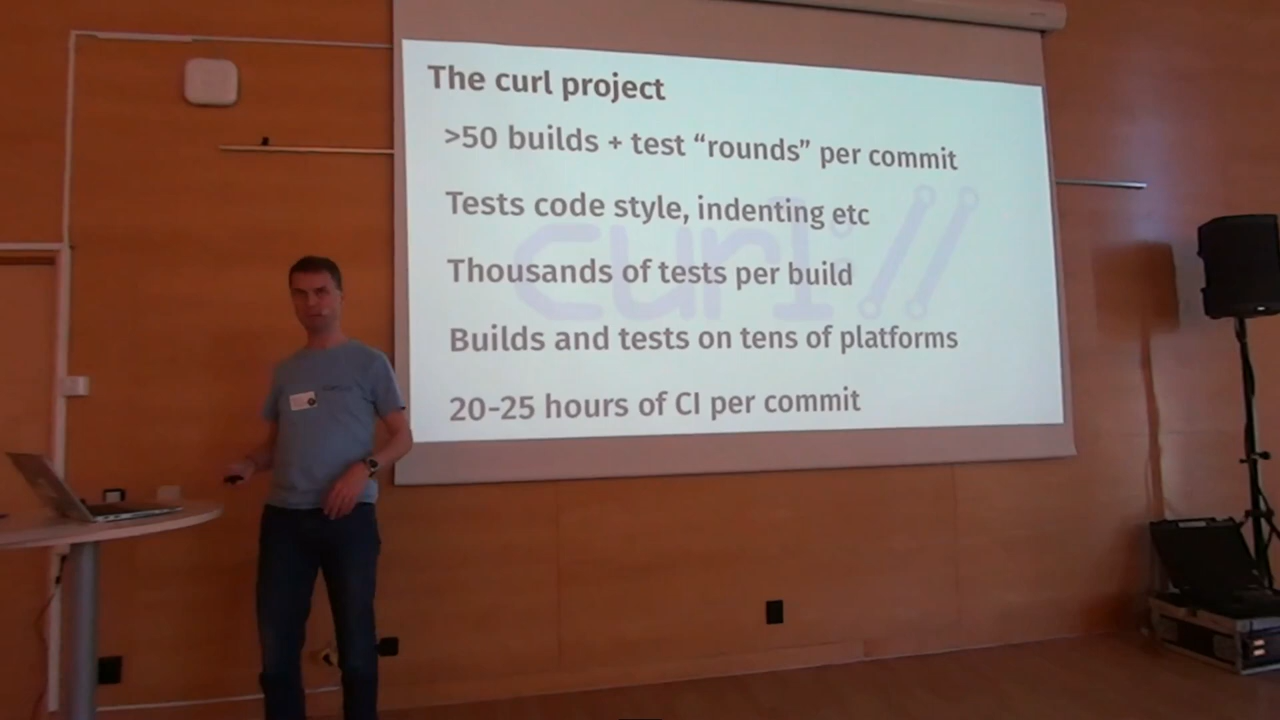 The curl project
>50 builds + test “rounds” per commit
Tests code style, indenting etc
Thousands of tests per build
Builds and tests on tens of platforms
20-25 hours of CI per commit
curl://